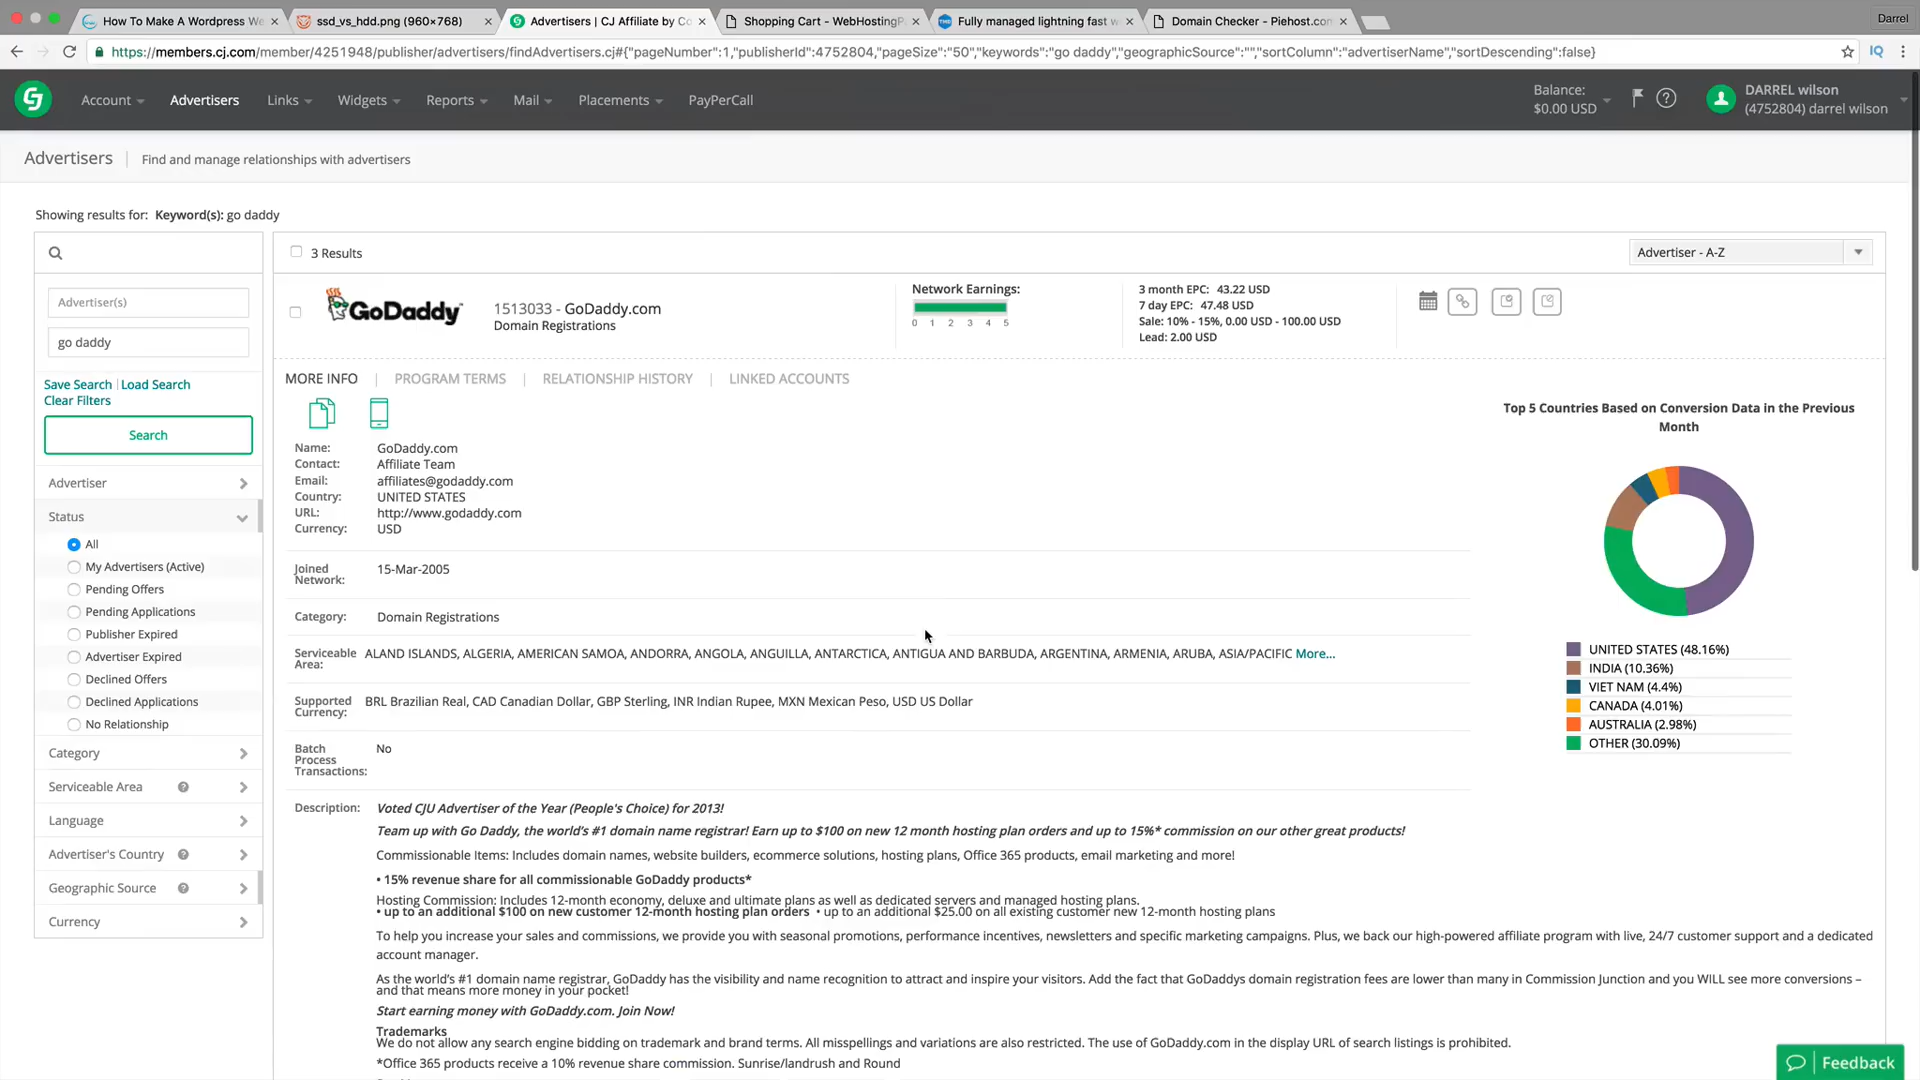 How To Make A Wordpress We
ssd_vs_hdd.png (960×768)
Advertisers | CJ Affiliate by Co
Shopping Cart - WebHostingP
Fully managed lightning fast w
Domain Checker - Piehost.com
Darrel
https://members.cj.com/member/4251948/publisher/advertisers/findAdvertisers.cj#{"pageNumber":1,"publisherId":4752804,"pageSize":"50","keywords":"go daddy","geographicSource":"","sortColumn":"advertiserName","sortDescending":false}
IQ
Account
Advertisers
Links
Widgets
Reports
Mail
Placements
PayPerCall
Balance:
$0.00 USD
?
DARREL wilson
(4752804) darrel wilson
Advertisers
Find and manage relationships with advertisers
Showing results for: Keyword(s): go daddy
Advertiser(s)
go daddy
Save Search | Load Search
Clear Filters
Search
Advertiser
Status
All
My Advertisers (Active)
Pending Offers
Pending Applications
Publisher Expired
Advertiser Expired
Declined Offers
Declined Applications
No Relationship
Category
Serviceable Area ?
Language
Advertiser's Country ?
Geographic Source ?
Currency
3 Results
Advertiser - A-Z
GoDaddy
1513033 - GoDaddy.com
Domain Registrations
Network Earnings:
0 1 2 3 4 5
3 month EPC: 43.22 USD
7 day EPC: 47.48 USD
Sale: 10% - 15%, 0.00 USD - 100.00 USD
Lead: 2.00 USD
MORE INFO | PROGRAM TERMS | RELATIONSHIP HISTORY | LINKED ACCOUNTS
Name: GoDaddy.com
Contact: Affiliate Team
Email: affiliates@godaddy.com
Country: UNITED STATES
URL: http://www.godaddy.com
Currency: USD
Joined Network: 15-Mar-2005
Category: Domain Registrations
Serviceable Area: ALAND ISLANDS, ALGERIA, AMERICAN SAMOA, ANDORRA, ANGOLA, ANGUILLA, ANTARCTICA, ANTIGUA AND BARBUDA, ARGENTINA, ARMENIA, ARUBA, ASIA/PACIFIC More...
Supported Currency: BRL Brazilian Real, CAD Canadian Dollar, GBP Sterling, INR Indian Rupee, MXN Mexican Peso, USD US Dollar
Batch Process Transactions: No
Description: Voted CJU Advertiser of the Year (People's Choice) for 2013!
Team up with Go Daddy, the world's #1 domain name registrar! Earn up to $100 on new 12 month hosting plan orders and up to 15%* commission on our other great products!
Commissionable Items: Includes domain names, website builders, ecommerce solutions, hosting plans, Office 365 products, email marketing and more!
• 15% revenue share for all commissionable GoDaddy products*
Hosting Commission: Includes 12-month economy, deluxe and ultimate plans as well as dedicated servers and managed hosting plans.
• up to an additional $100 on new customer 12-month hosting plan orders • up to an additional $25.00 on all existing customer new 12-month hosting plans
To help you increase your sales and commissions, we provide you with seasonal promotions, performance incentives, newsletters and specific marketing campaigns. Plus, we back our high-powered affiliate program with live, 24/7 customer support and a dedicated
account manager.
As the world's #1 domain name registrar, GoDaddy has the visibility and name recognition to attract and inspire your visitors. Add the fact that GoDaddys domain registration fees are lower than many in Commission Junction and you WILL see more conversions –
and that means more money in your pocket!
Start earning money with GoDaddy.com. Join Now!
Trademarks
We do not allow any search engine bidding on trademark and brand terms. All misspellings and variations are also restricted. The use of GoDaddy.com in the display URL of search listings is prohibited.
*Office 365 products receive a 10% revenue share commission. Sunrise/landrush and Round
Top 5 Countries Based on Conversion Data in the Previous
Month
UNITED STATES (48.16%)
INDIA (10.36%)
VIET NAM (4.4%)
CANADA (4.01%)
AUSTRALIA (2.98%)
OTHER (30.09%)
Feedback